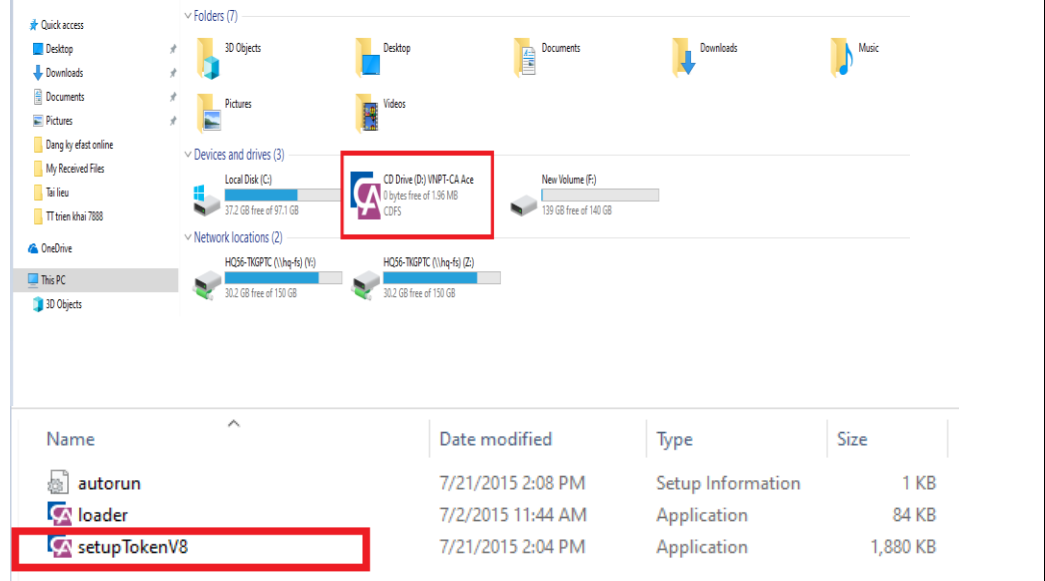 Quick access
Desktop
Downloads
Documents
Pictures
Dang ky efast online
My Received Files
Tai lieu
TT trien khai 7888
OneDrive
This PC
3D Objects
Folders (7)
3D Objects
Desktop
Documents
Downloads
Music
Pictures
Videos
Devices and drives (3)
Local Disk (C:)
37.2 GB free of 97.1 GB
CD Drive (D:) VNPT-CA Ace
0 bytes free of 1.96 MB
CDFS
New Volume (F:)
139 GB free of 140 GB
Network locations (2)
HQ56-TKGPTC (\\hq-fs) (Y:)
30.2 GB free of 150 GB
HQ56-TKGPTC (\\hq-fs) (Z:)
30.2 GB free of 150 GB
Name Date modified Type Size
autorun 7/21/2015 2:08 PM Setup Information 1 KB
loader 7/2/2015 11:44 AM Application 84 KB
setupTokenV8 7/21/2015 2:04 PM Application 1,880 KB